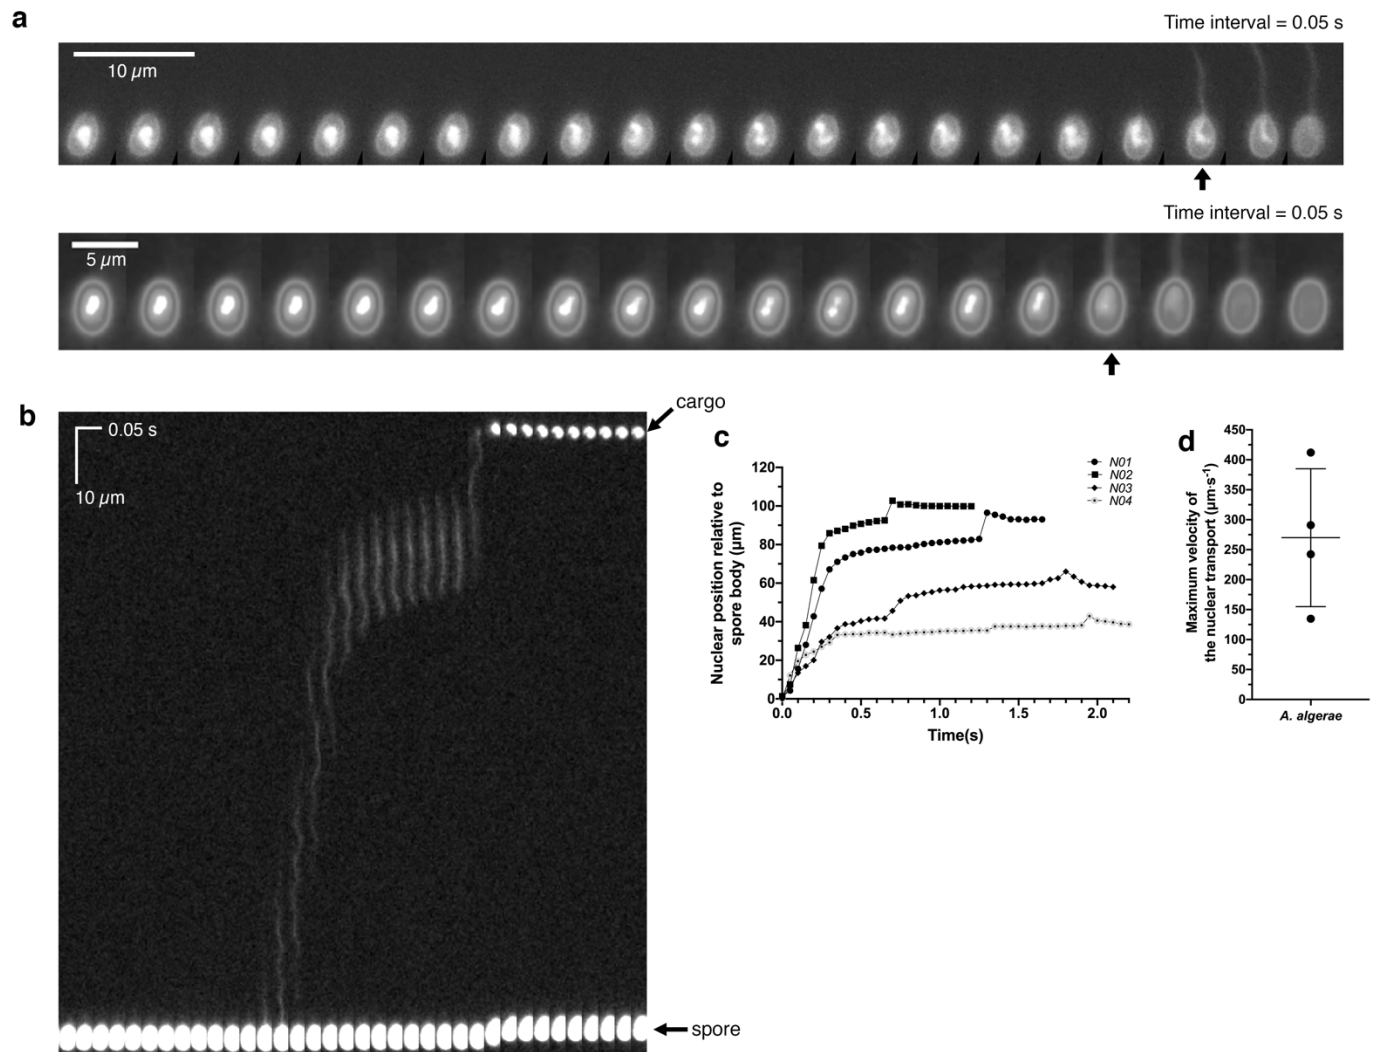 a
Time interval = 0.05 s
10 µm
Time interval = 0.05 s
5 µm
b
0.05 s
10 µm
cargo
spore
c
Nuclear position relative to
spore body (µm)
120
100
80
60
40
20
0
0.0
0.5
1.0
1.5
2.0
Time(s)
N01
N02
N03
N04
d
Maximum velocity of
the nuclear transport (µm·s⁻¹)
450
400
350
300
250
200
150
100
50
0
A. algerae